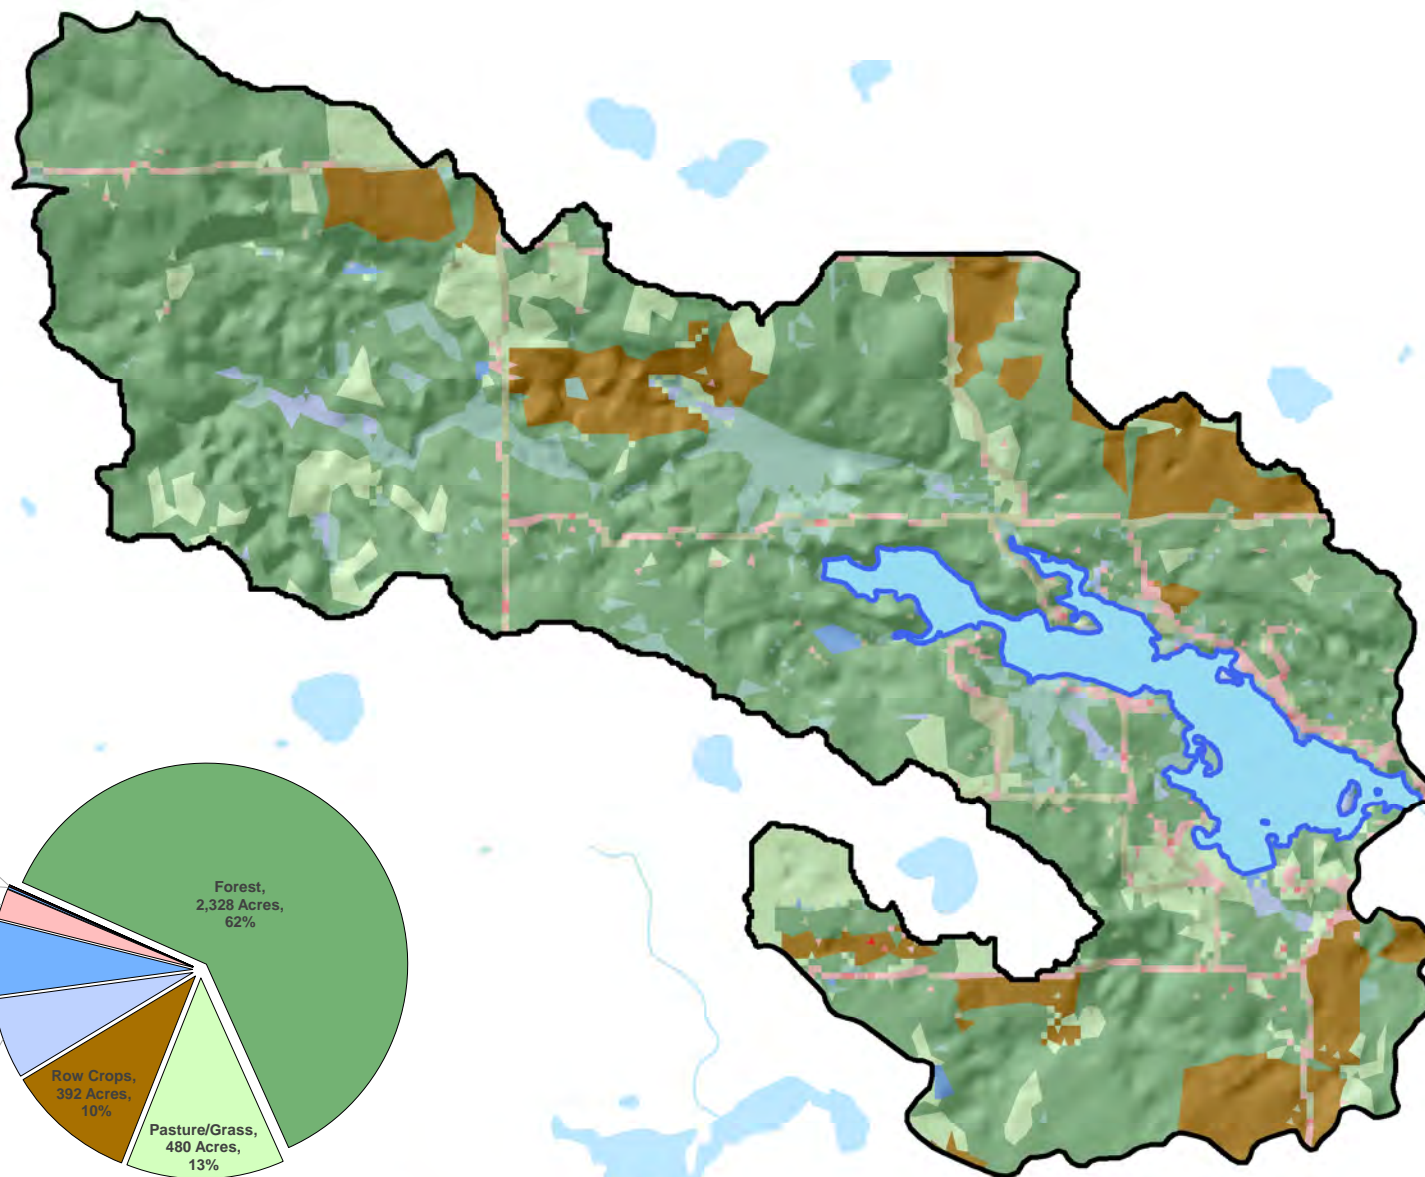 Forest,
2,328 Acres,
62%
Row Crops,
392 Acres,
10%
Pasture/Grass,
480 Acres,
13%